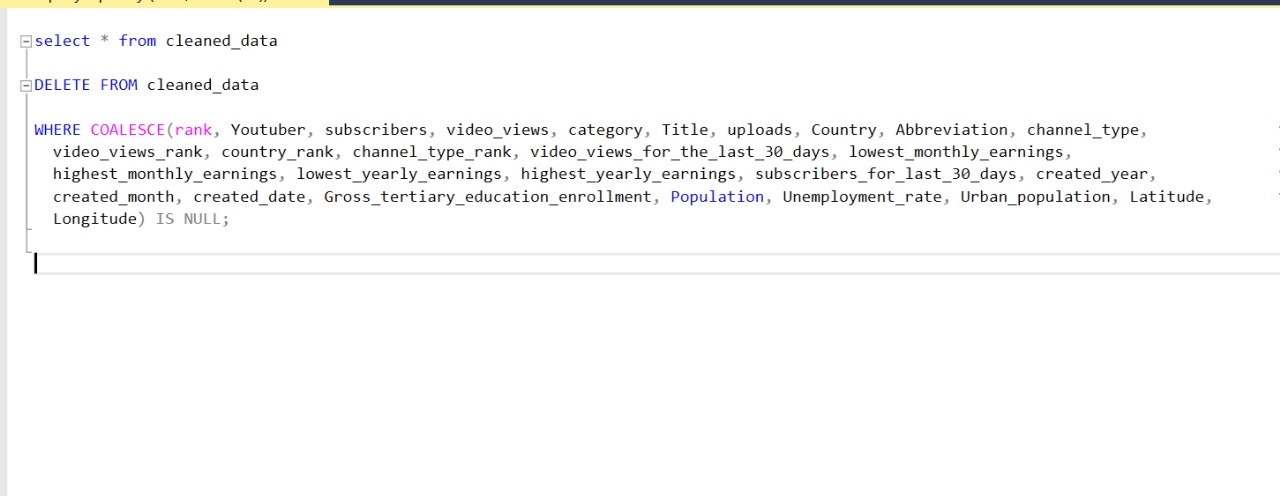 select * from cleaned_data
DELETE FROM cleaned_data
WHERE COALESCE(rank, Youtuber, subscribers, video_views, category, Title, uploads, Country, Abbreviation, channel_type,
video_views_rank, country_rank, channel_type_rank, video_views_for_the_last_30_days, lowest_monthly_earnings,
highest_monthly_earnings, lowest_yearly_earnings, highest_yearly_earnings, subscribers_for_last_30_days, created_year,
created_month, created_date, Gross_tertiary_education_enrollment, Population, Unemployment_rate, Urban_population, Latitude,
Longitude) IS NULL;